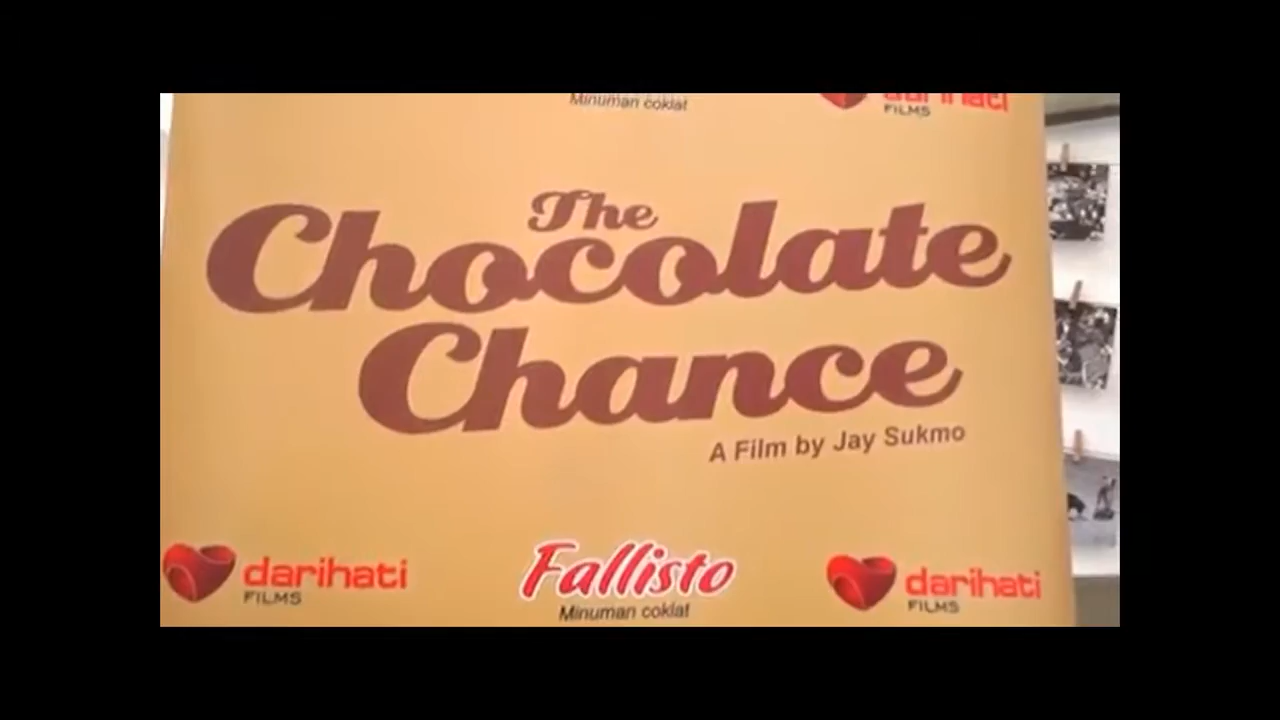 Minuman coklat
darihati
FILMS
The
Chocolate
Chance
A Film by Jay Sukmo
darihati
FILMS
Fallisto
Minuman coklat
darihati
FILMS